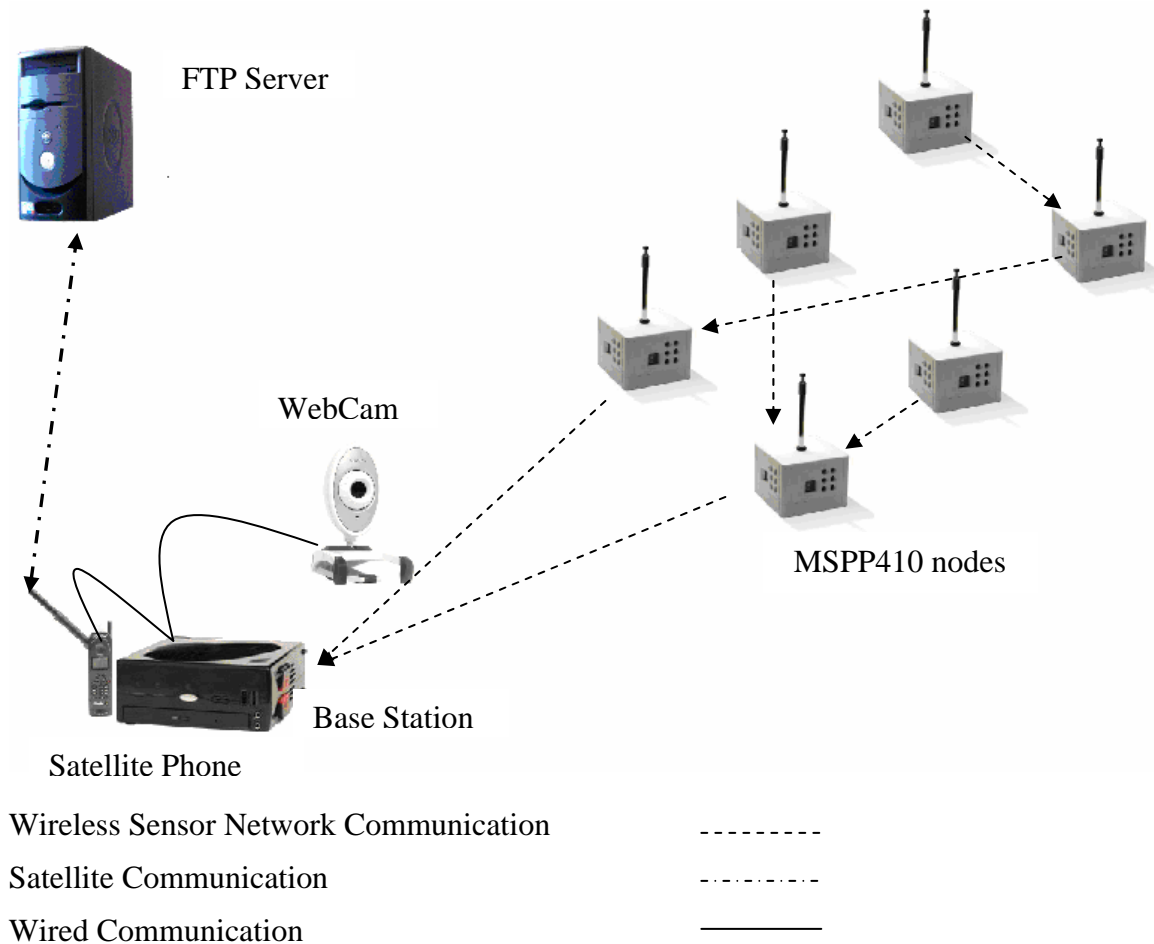 FTP Server
WebCam
MSPP410 nodes
Base Station
Satellite Phone
Wireless Sensor Network Communication
Satellite Communication
Wired Communication